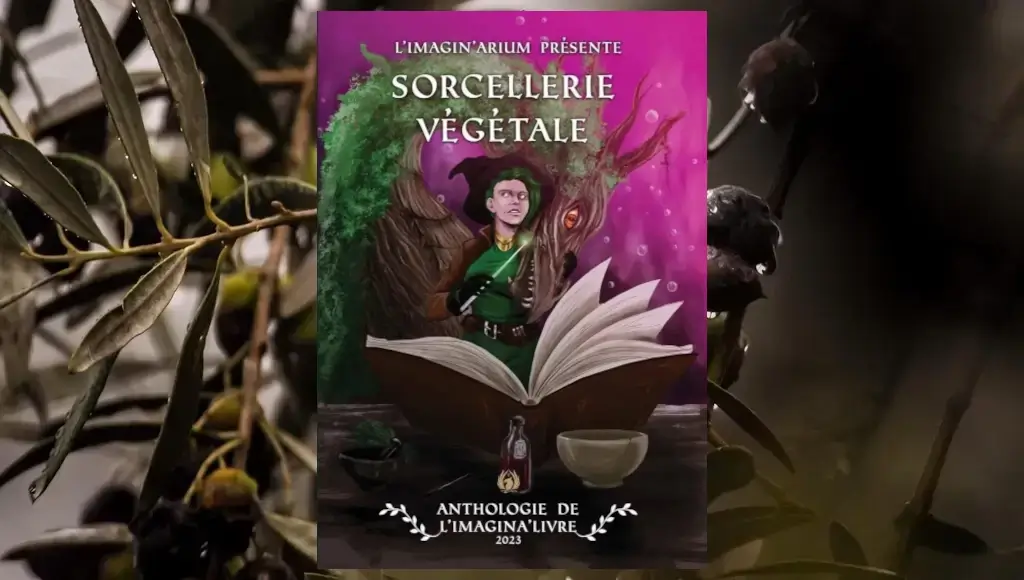 L'IMAGIN'ARIUM PRÉSENTE
SORCELLERIE
VÉGÉTALE
ANTHOLOGIE DE
L'IMAGINA'LIVRE
2023